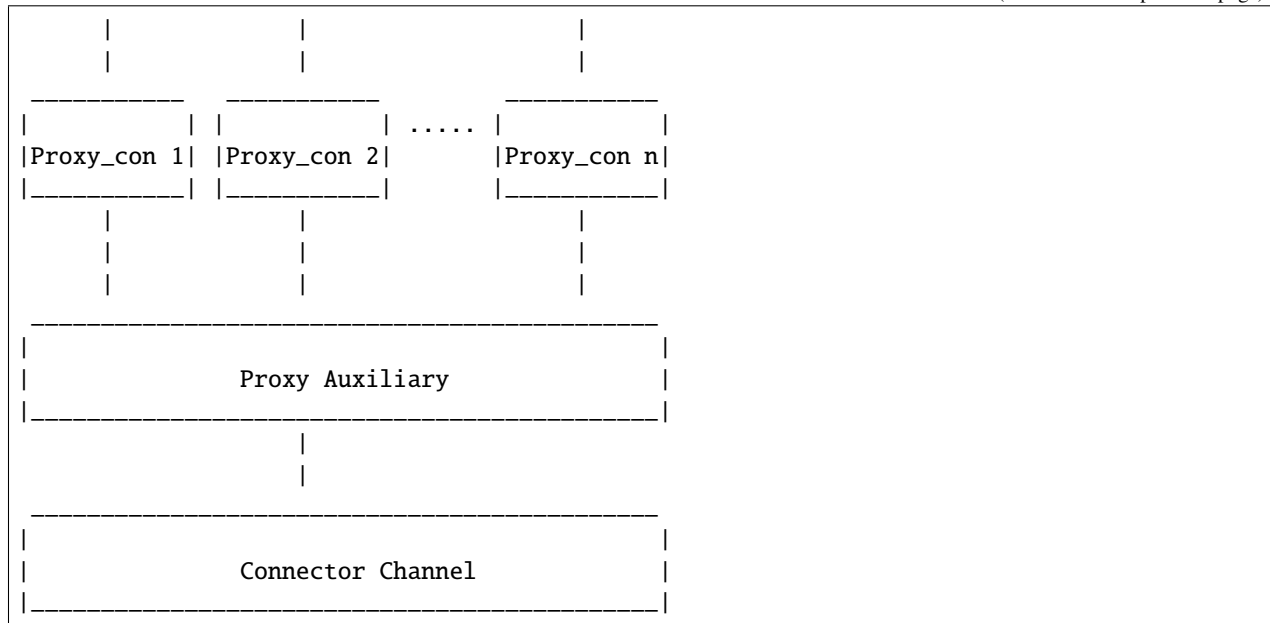 ..... 
Proxy_con 1 Proxy_con 2 Proxy_con n
Proxy Auxiliary
Connector Channel